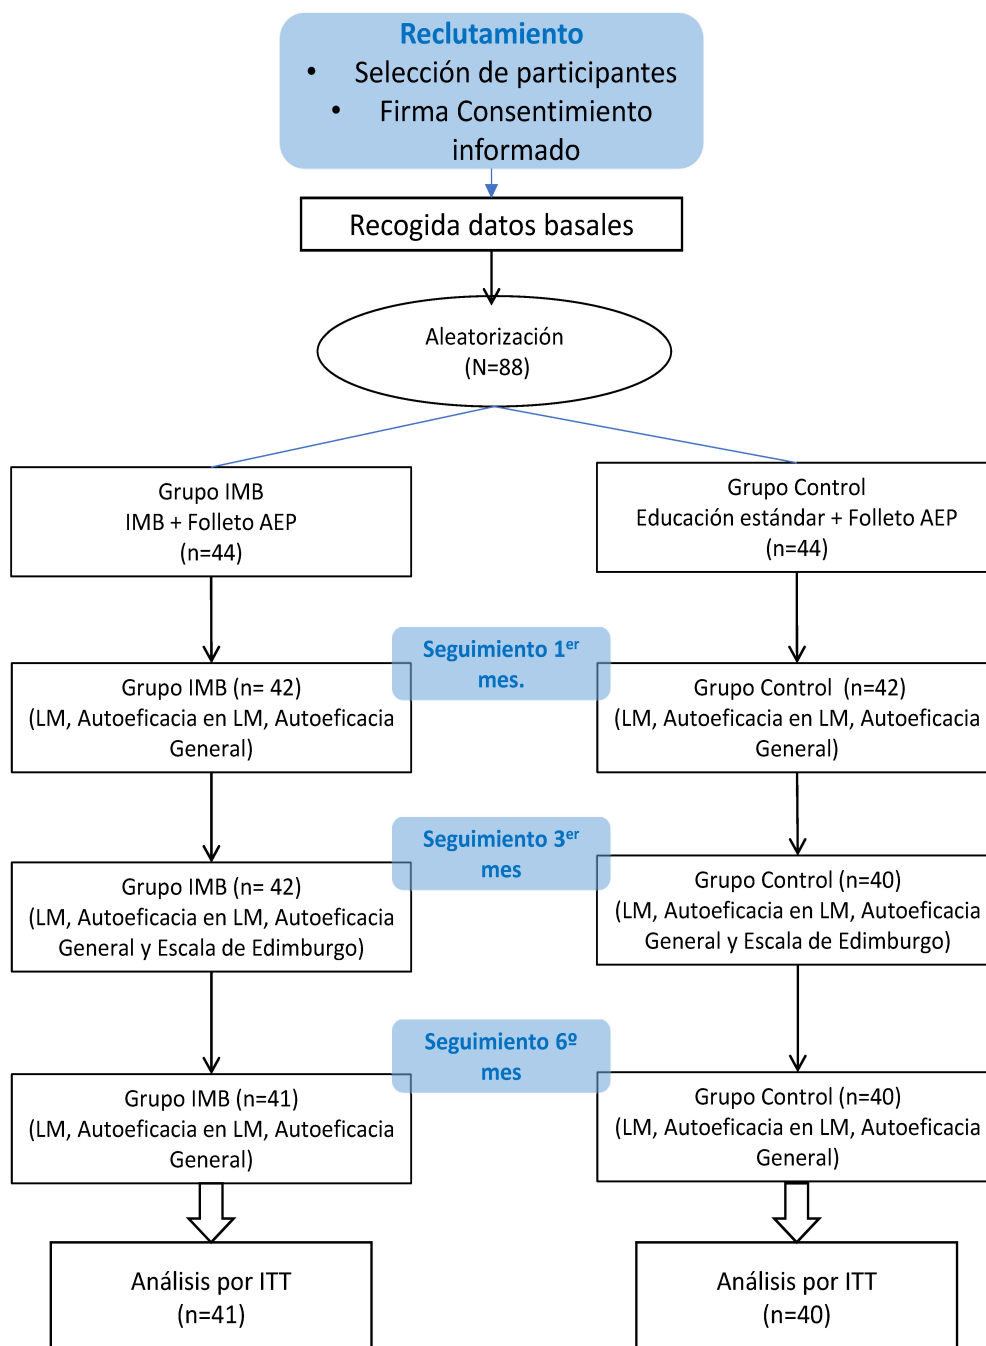 Reclutamiento
• Selección de participantes
• Firma Consentimiento
informado
Recogida datos basales
Aleatorización
(N=88)
Grupo IMB
IMB + Folleto AEP
(n=44)
Grupo Control
Educación estándar + Folleto AEP
(n=44)
Seguimiento 1er
mes.
Grupo IMB (n= 42)
(LM, Autoeficacia en LM, Autoeficacia
General)
Grupo Control (n=42)
(LM, Autoeficacia en LM, Autoeficacia
General)
Seguimiento 3er
mes
Grupo IMB (n= 42)
(LM, Autoeficacia en LM, Autoeficacia
General y Escala de Edimburgo)
Grupo Control (n=40)
(LM, Autoeficacia en LM, Autoeficacia
General y Escala de Edimburgo)
Seguimiento 6º
mes
Grupo IMB (n=41)
(LM, Autoeficacia en LM, Autoeficacia
General)
Grupo Control (n=40)
(LM, Autoeficacia en LM, Autoeficacia
General)
Análisis por ITT
(n=41)
Análisis por ITT
(n=40)